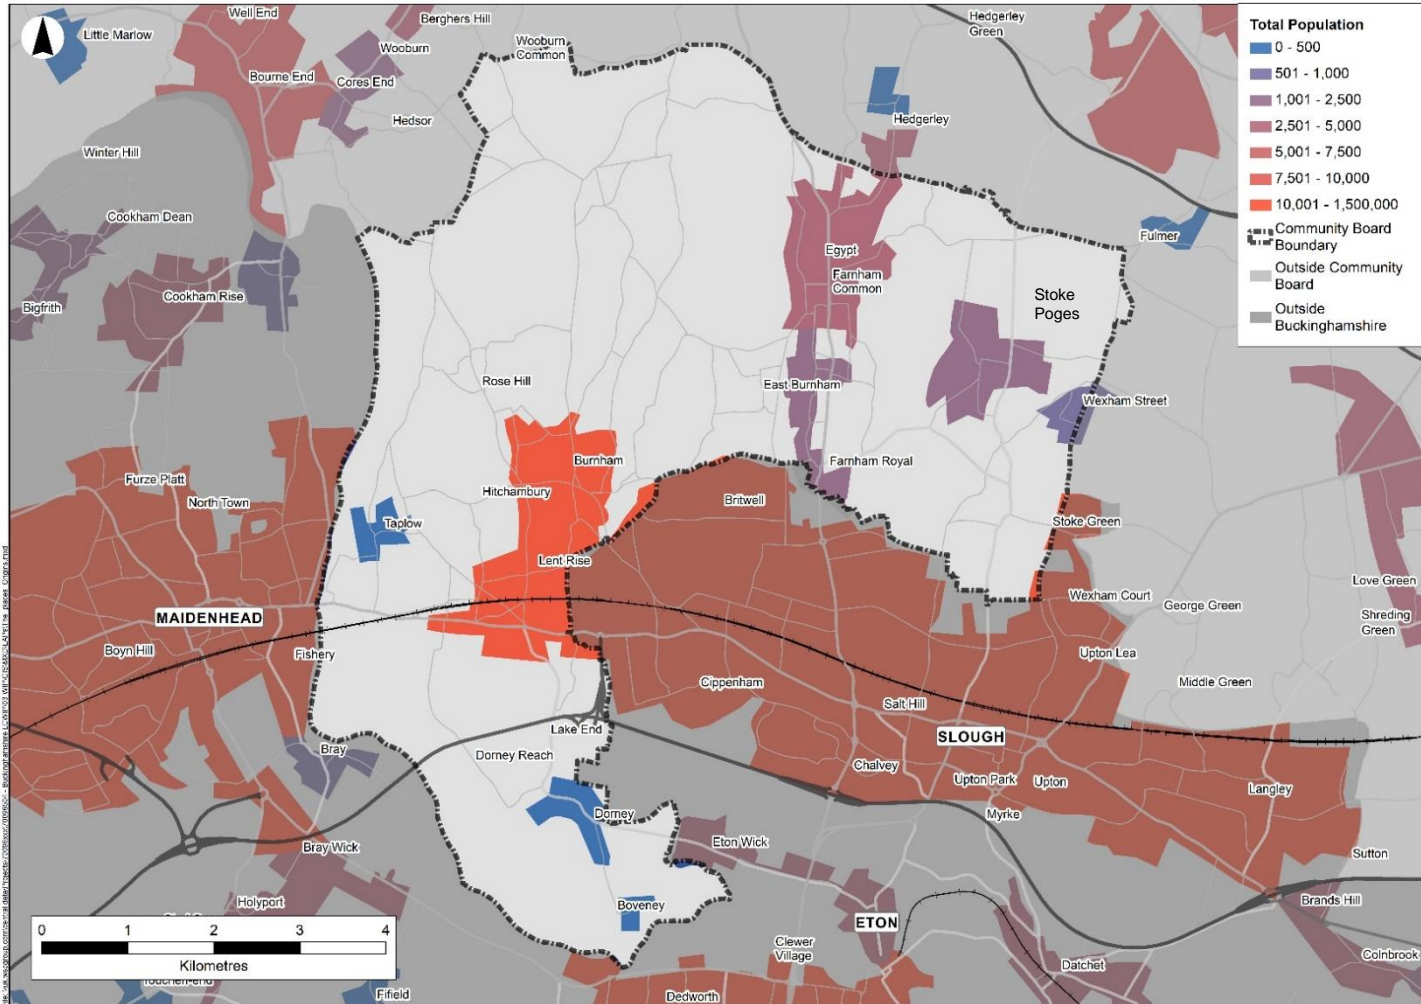 Well End
Little Marlow
Berghers Hill
Wooburn
Wooburn
Common
Hedgerley
Green
Bourne End
Cores End
Hedsor
Hedgerley
Winter Hill
Cookham Dean
Fulmer
Egypt
Farnham
Common
Cookham Rise
Bigfrith
Stoke
Poges
Rose Hill
East Burnham
Wexham Street
Burnham
Farnham Royal
Furze Platt
Hitchambury
North Town
Britwell
Taplow
Stoke Green
Lent Rise
Love Green
Wexham Court
George Green
MAIDENHEAD
Shreding
Green
Boyn Hill
Fishery
Upton Lea
Cippenham
Middle Green
Salt Hill
Lake End
SLOUGH
Bray
Dorney Reach
Chalvey
Upton Park
Upton
Langley
Dorney
Myrke
Eton Wick
Bray Wick
Sutton
Holyport
Boveney
Brands Hill
ETON
Clewer
Village
Colnbrook
Datchet
Touchen-end
Fifield
Dedworth
Total Population
0 - 500
501 - 1,000
1,001 - 2,500
2,501 - 5,000
5,001 - 7,500
7,501 - 10,000
10,001 - 1,500,000
Community Board
Boundary
Outside Community
Board
Outside
Buckinghamshire
0 1 2 3 4
Kilometres